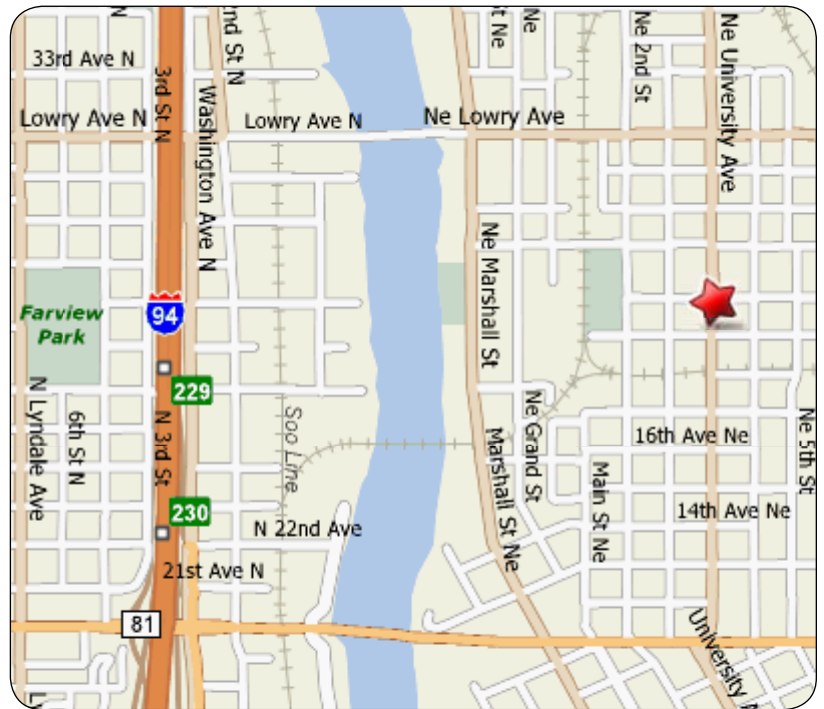 N
2nd St N
St Ne
Ne
Ne 2nd St
Ne University Ave
33rd Ave N
3rd St N
Washington Ave N
Lowry Ave N
Lowry Ave N
Ne Lowry Ave
Ne Marshall St
Farview
Park
94
229
N Lyndale Ave
6th St N
N 3rd St
Soo Line
Ne Grand St
Marshall St Ne
16th Ave Ne
Ne 5th St
Main St Ne
14th Ave Ne
230
N 22nd Ave
21st Ave N
81
University A
Ly